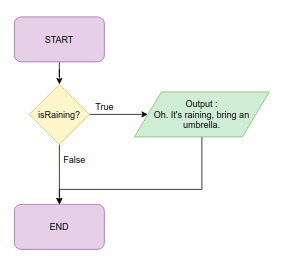 START
isRaining?
True
Output :
Oh. It's raining, bring an
umbrella.
False
END